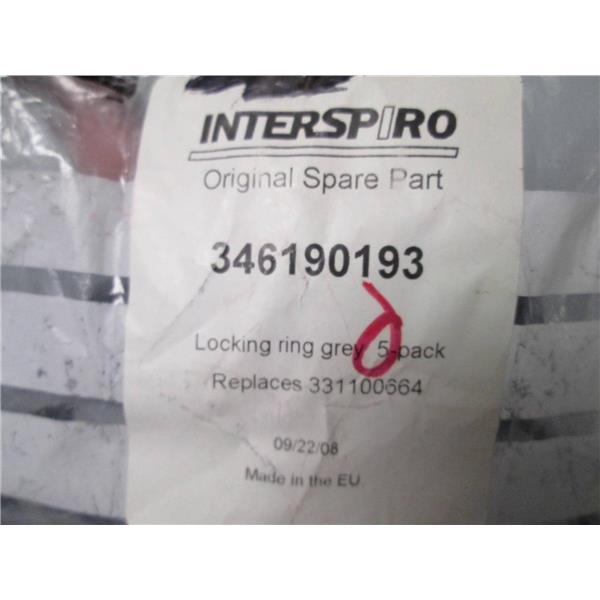 INTERSPIRO
Original Spare Part
346190193
Locking ring grey, 5-pack
Replaces 331100664
09/22/08
Made in the EU